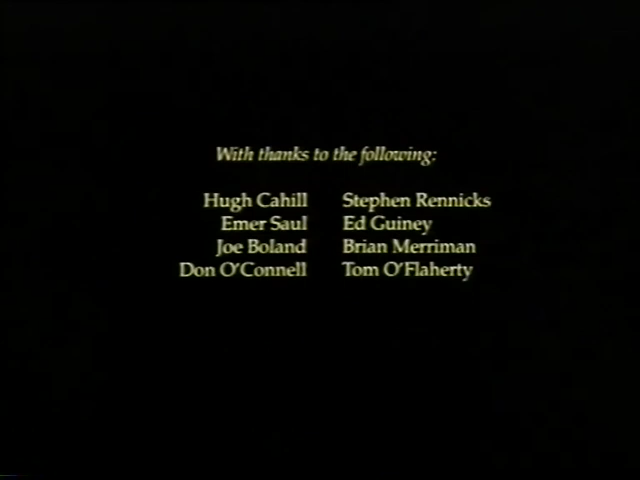 With thanks to the following:
Hugh Cahill Stephen Rennicks
Emer Saul Ed Guiney
Joe Boland Brian Merriman
Don O'Connell Tom O'Flaherty